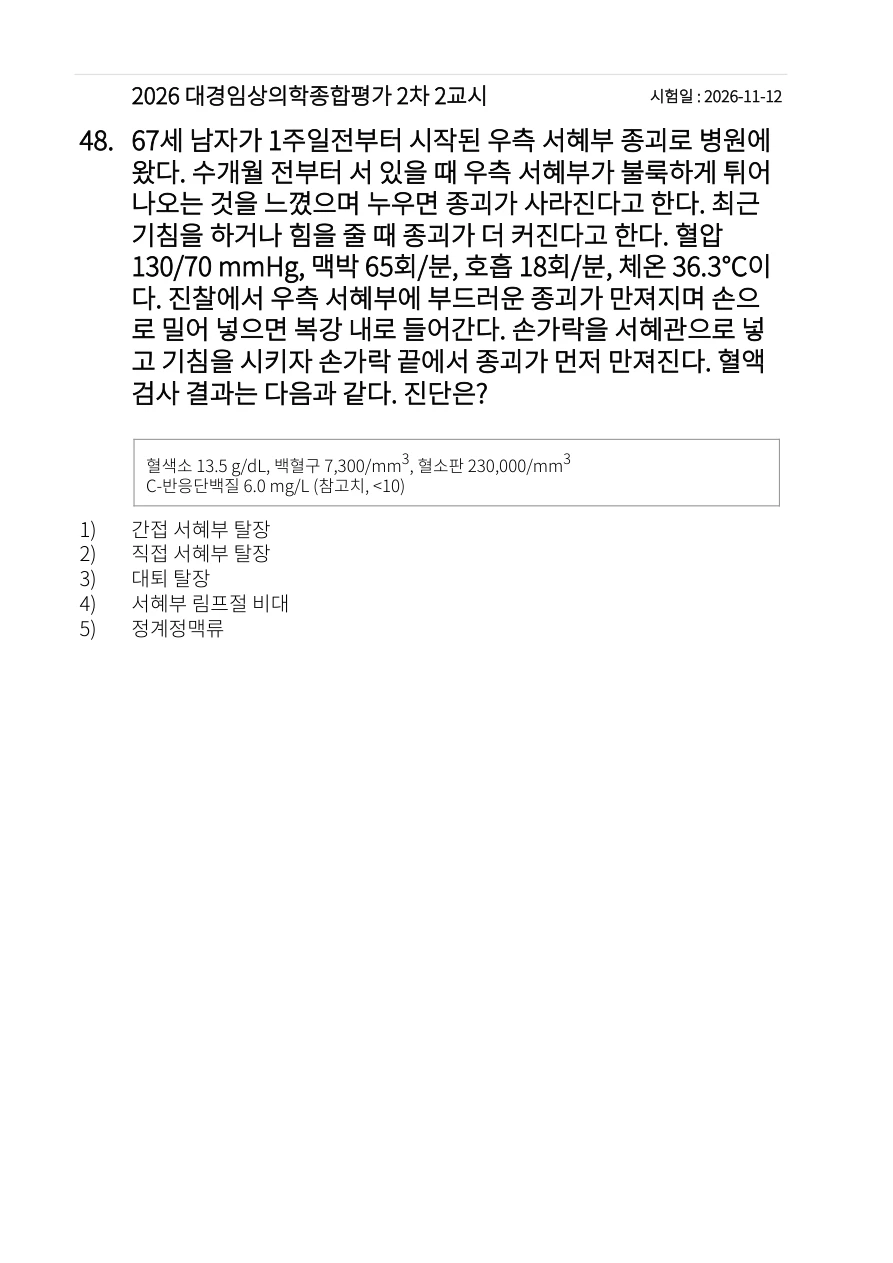 2026 대경임상의학종합평가 2차 2교시 시험일 : 2026-11-12
48. 67세 남자가 1주일전부터 시작된 우측 서혜부 종괴로 병원에
왔다. 수개월 전부터 서 있을 때 우측 서혜부가 불룩하게 튀어
나오는 것을 느꼈으며 누우면 종괴가 사라진다고 한다. 최근
기침을 하거나 힘을 줄 때 종괴가 더 커진다고 한다. 혈압
130/70 mmHg, 맥박 65회/분, 호흡 18회/분, 체온 36.3℃이
다. 진찰에서 우측 서혜부에 부드러운 종괴가 만져지며 손으
로 밀어 넣으면 복강 내로 들어간다. 손가락을 서혜관으로 넣
고 기침을 시키자 손가락 끝에서 종괴가 먼저 만져진다. 혈액
검사 결과는 다음과 같다. 진단은?
혈색소 13.5 g/dL, 백혈구 7,300/mm³, 혈소판 230,000/mm³
C-반응단백질 6.0 mg/L (참고치, <10)
1) 간접 서혜부 탈장
2) 직접 서혜부 탈장
3) 대퇴 탈장
4) 서혜부 림프절 비대
5) 정계정맥류